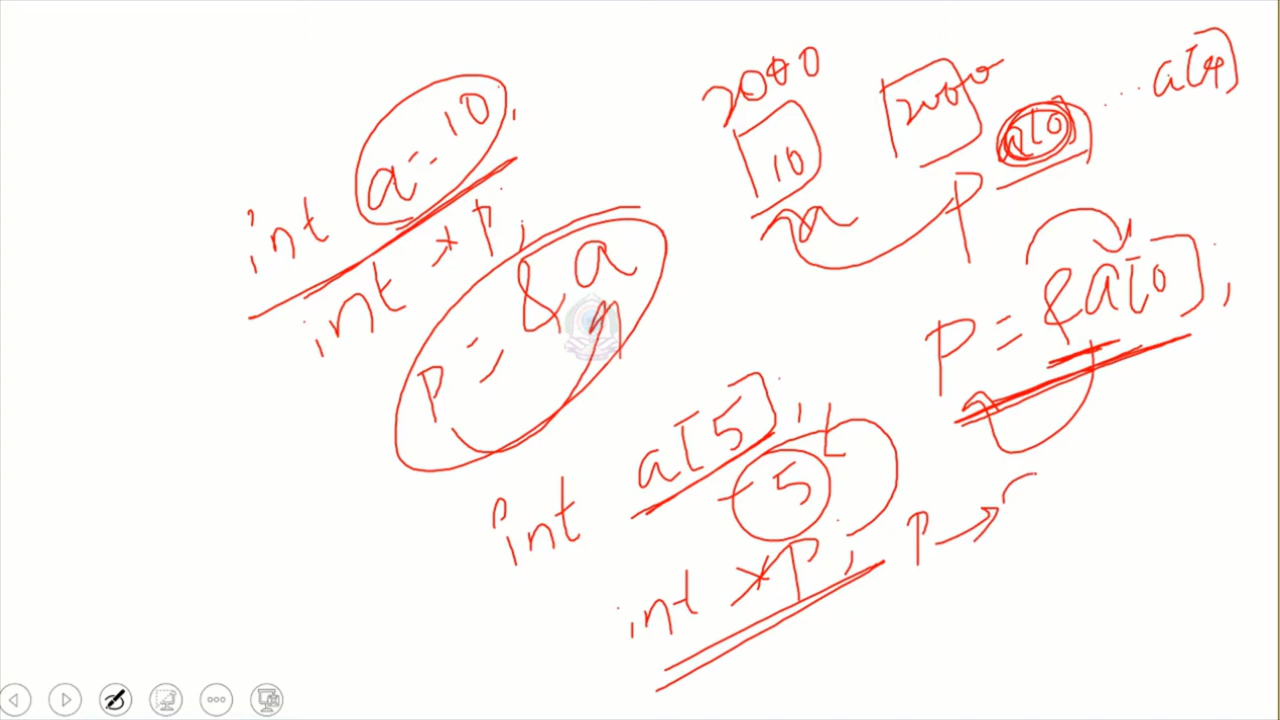 int a = 10,
int *p;
p = &a
2000
10
a
2000
p
a[0] ... a[4]
p = &a[0],
int a[5],
5
int *p;
p →